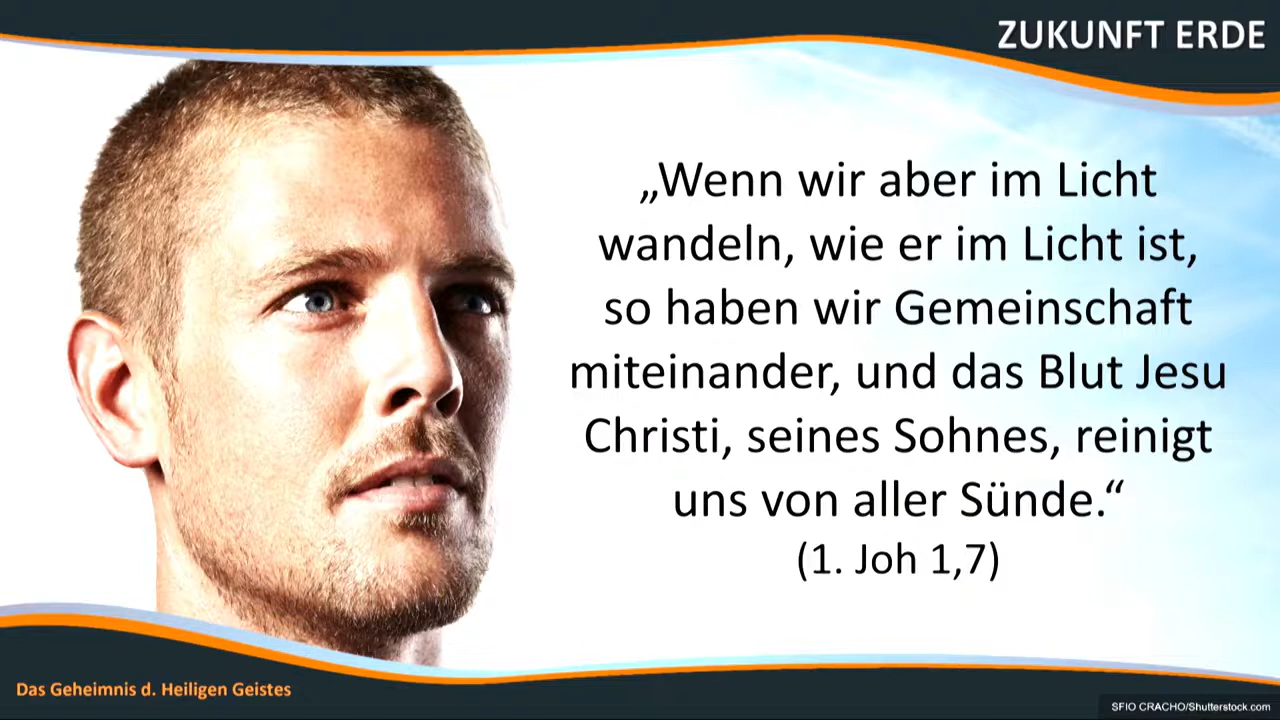 ZUKUNFT ERDE
„Wenn wir aber im Licht
wandeln, wie er im Licht ist,
so haben wir Gemeinschaft
miteinander, und das Blut Jesu
Christi, seines Sohnes, reinigt
uns von aller Sünde.“
(1. Joh 1,7)
Das Geheimnis d. Heiligen Geistes
SFIO CRACHO/Shutterstock.com